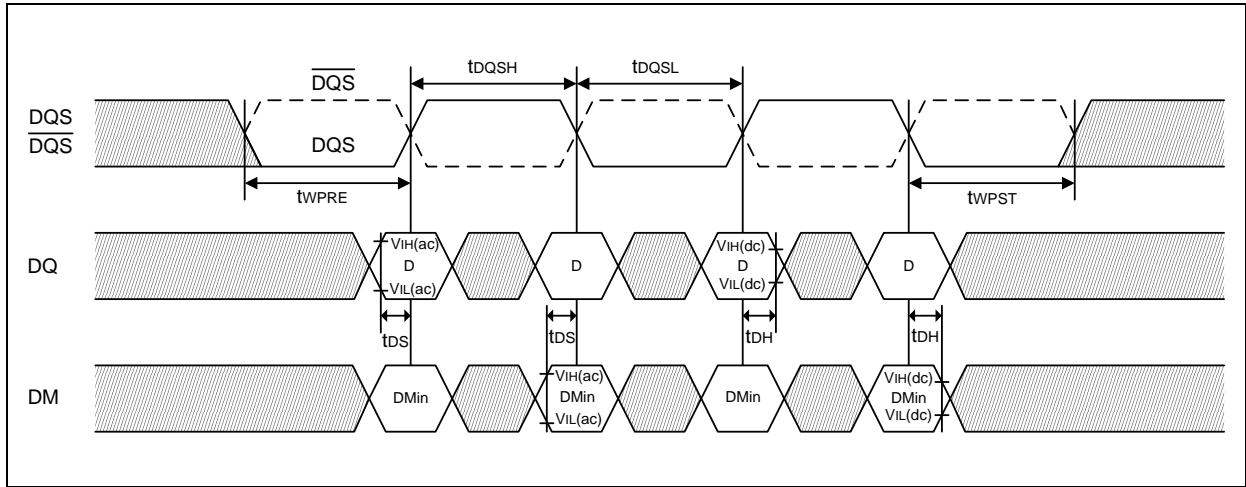 tDQSH
tDQSL
DQS
DQS
DQS
DQS
tWPRE
tWPST
DQ
VIH(ac)
D
VIL(ac)
D
VIH(dc)
D
VIL(dc)
D
tDS
tDS
tDH
tDH
DM
DMin
VIH(ac)
DMin
VIL(ac)
DMin
VIH(dc)
DMin
VIL(dc)